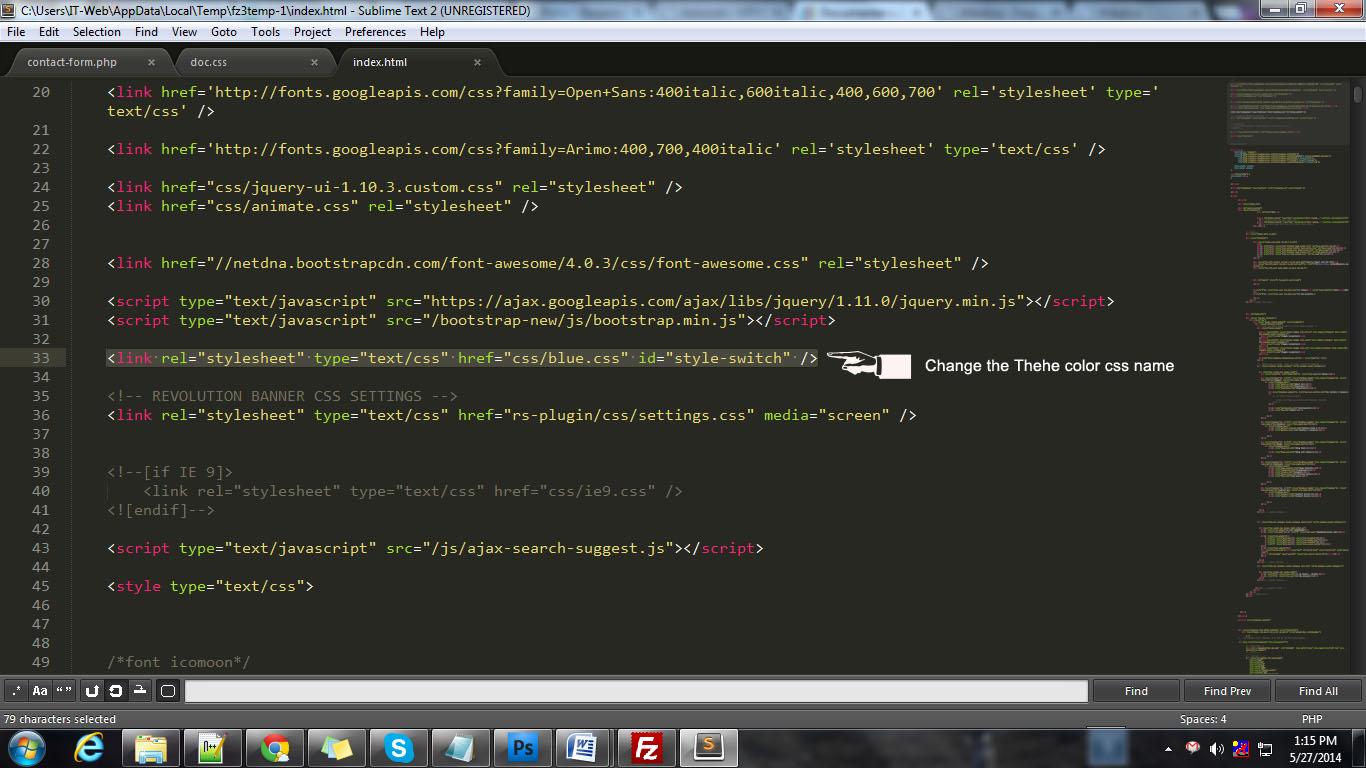 C:\Users\IT-Web\AppData\Local\Temp\fz3temp-1\index.html - Sublime Text 2 (UNREGISTERED)
File Edit Selection Find View Goto Tools Project Preferences Help
contact-form.php × doc.css × index.html ×
20 <link href='http://fonts.googleapis.com/css?family=Open+Sans:400italic,600italic,400,600,700' rel='stylesheet' type='
text/css' />
21
22 <link href='http://fonts.googleapis.com/css?family=Arimo:400,700,400italic' rel='stylesheet' type='text/css' />
23
24 <link href="css/jquery-ui-1.10.3.custom.css" rel="stylesheet" />
25 <link href="css/animate.css" rel="stylesheet" />
26
27
28 <link href="//netdna.bootstrapcdn.com/font-awesome/4.0.3/css/font-awesome.css" rel="stylesheet" />
29
30 <script type="text/javascript" src="https://ajax.googleapis.com/ajax/libs/jquery/1.11.0/jquery.min.js"></script>
31 <script type="text/javascript" src="/bootstrap-new/js/bootstrap.min.js"></script>
32
33 <link rel="stylesheet" type="text/css" href="css/blue.css" id="style-switch" /> Change the Thehe color css name
34
35 <!-- REVOLUTION BANNER CSS SETTINGS -->
36 <link rel="stylesheet" type="text/css" href="rs-plugin/css/settings.css" media="screen" />
37
38
39 <!--[if IE 9]>
40 <link rel="stylesheet" type="text/css" href="css/ie9.css" />
41 <![endif]-->
42
43 <script type="text/javascript" src="/js/ajax-search-suggest.js"></script>
44
45 <style type="text/css">
46
47
48
49 /*font icomoon*/
.* Aa “ ” Find Find Prev Find All
79 characters selected Spaces: 4 PHP
1:15 PM
5/27/2014